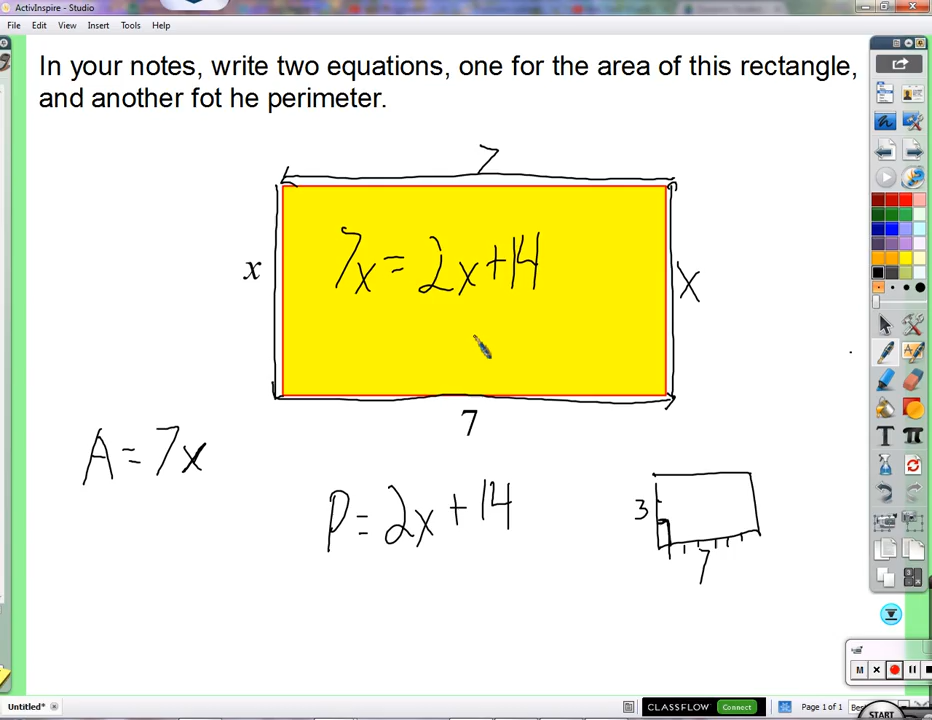 ActivInspire - Studio
File Edit View Insert Tools Help
In your notes, write two equations, one for the area of this rectangle,
and another fot he perimeter.
7
7x = 2x + 14
x
x
7
A = 7x
P = 2x + 14
3
7
T π
M
Untitled*
CLASSFLOW Connect
Page 1 of 1
START